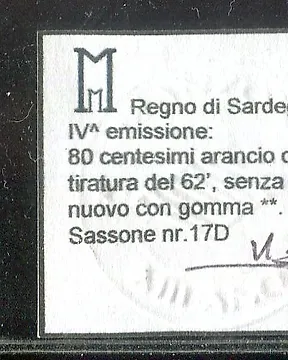 M
M Regno di Sarde
IV^ emissione:
80 centesimi arancio
tiratura del 62', senza
nuovo con gomma **.
Sassone nr.17D